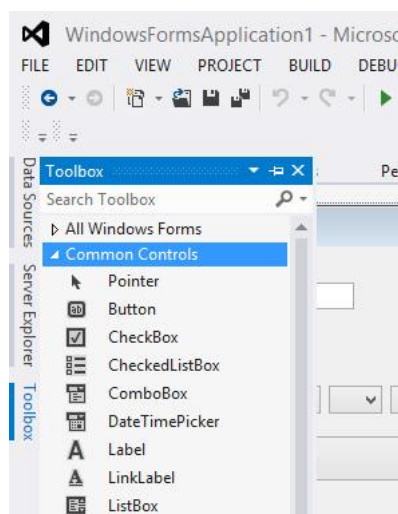 WindowsFormsApplication1 - Microso
FILE EDIT VIEW PROJECT BUILD DEBU
Data Sources
Server Explorer
Toolbox
Toolbox
Pe
Search Toolbox
All Windows Forms
Common Controls
Pointer
Button
CheckBox
CheckedListBox
ComboBox
DateTimePicker
Label
LinkLabel
ListBox